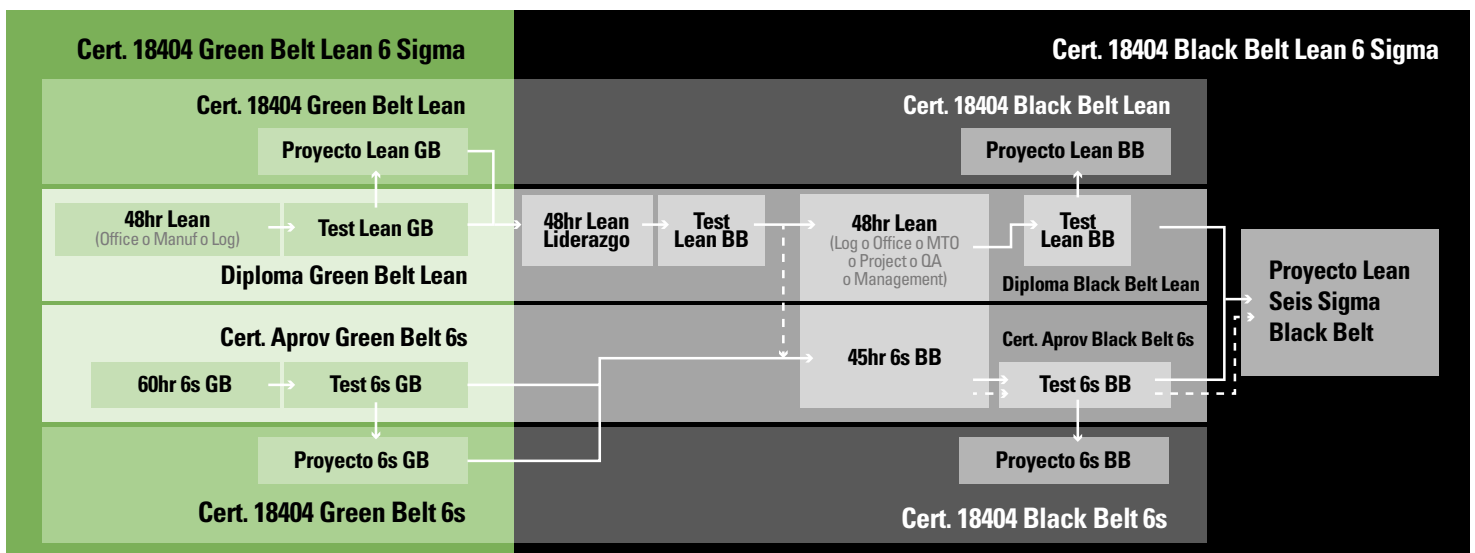 Cert. 18404 Green Belt Lean 6 Sigma
Cert. 18404 Black Belt Lean 6 Sigma
Cert. 18404 Green Belt Lean
Cert. 18404 Black Belt Lean
Proyecto Lean GB
Proyecto Lean BB
48hr Lean
(Office o Manuf o Log)
Test Lean GB
48hr Lean
Liderazgo
Test
Lean BB
48hr Lean
(Log o Office o MTO
o Project o QA
o Management)
Test
Lean BB
Diploma Green Belt Lean
Diploma Black Belt Lean
Proyecto Lean
Seis Sigma
Black Belt
Cert. Aprov Green Belt 6s
Cert. Aprov Black Belt 6s
60hr 6s GB
Test 6s GB
45hr 6s BB
Test 6s BB
Proyecto 6s GB
Proyecto 6s BB
Cert. 18404 Green Belt 6s
Cert. 18404 Black Belt 6s